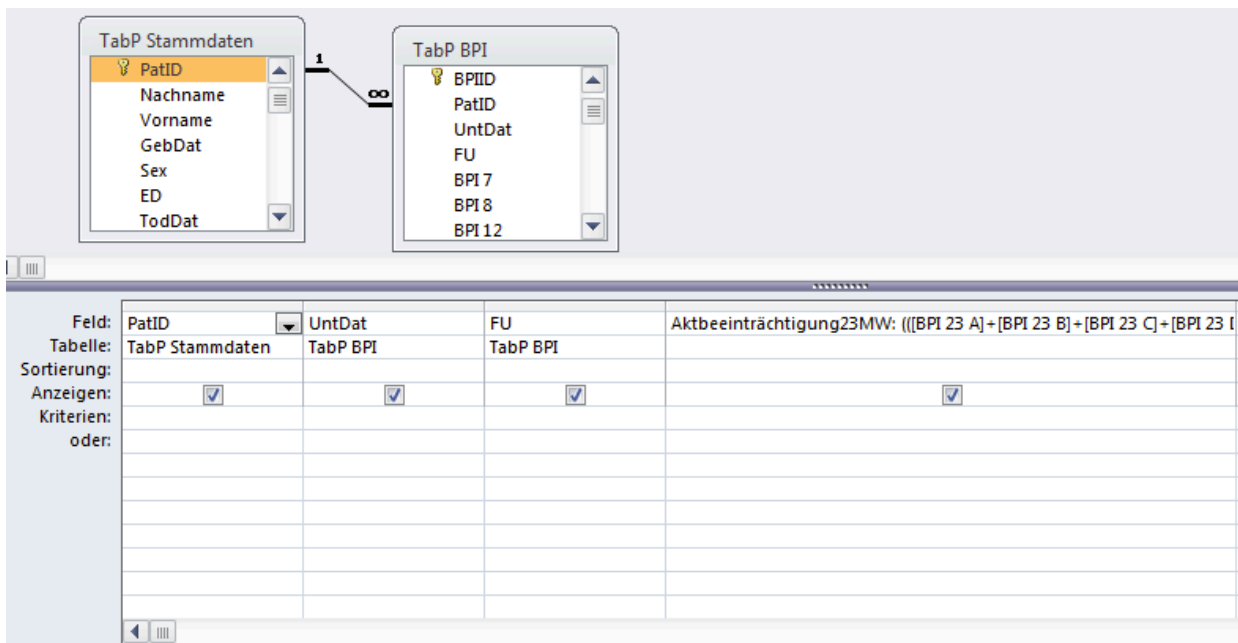 TabP Stammdaten
PatID
Nachname
Vorname
GebDat
Sex
ED
TodDat
1
∞
TabP BPI
BPIID
PatID
UntDat
FU
BPI 7
BPI 8
BPI 12
Feld: PatID UntDat FU Aktbeeinträchtigung23MW: (([BPI 23 A]+[BPI 23 B]+[BPI 23 C]+[BPI 23
Tabelle: TabP Stammdaten TabP BPI TabP BPI
Sortierung:
Anzeigen:
Kriterien:
oder: